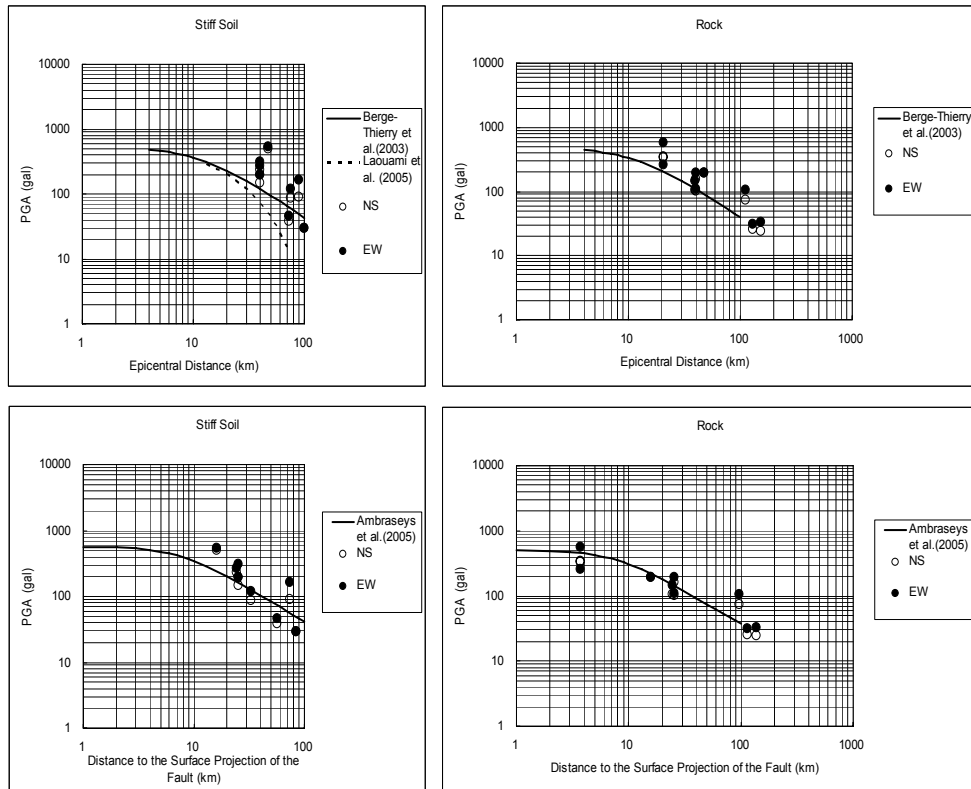 Stiff Soil
10000
1000
100
10
1
1
10
100
PGA (gal)
Epicentral Distance (km)
Berge-
Thierry et
al.(2003)
Laouami et
al. (2005)
NS
EW
Rock
10000
1000
100
10
1
1
10
100
1000
PGA (gal)
Epicentral Distance (km)
Berge-Thierry
et al.(2003)
NS
EW
Stiff Soil
10000
1000
100
10
1
1
10
100
PGA (gal)
Distance to the Surface Projection of the
Fault (km)
Ambraseys
et al.(2005)
NS
EW
Rock
10000
1000
100
10
1
1
10
100
1000
PGA (gal)
Distance to the Surface Projection of the Fault (km)
Ambraseys
et al.(2005)
NS
EW